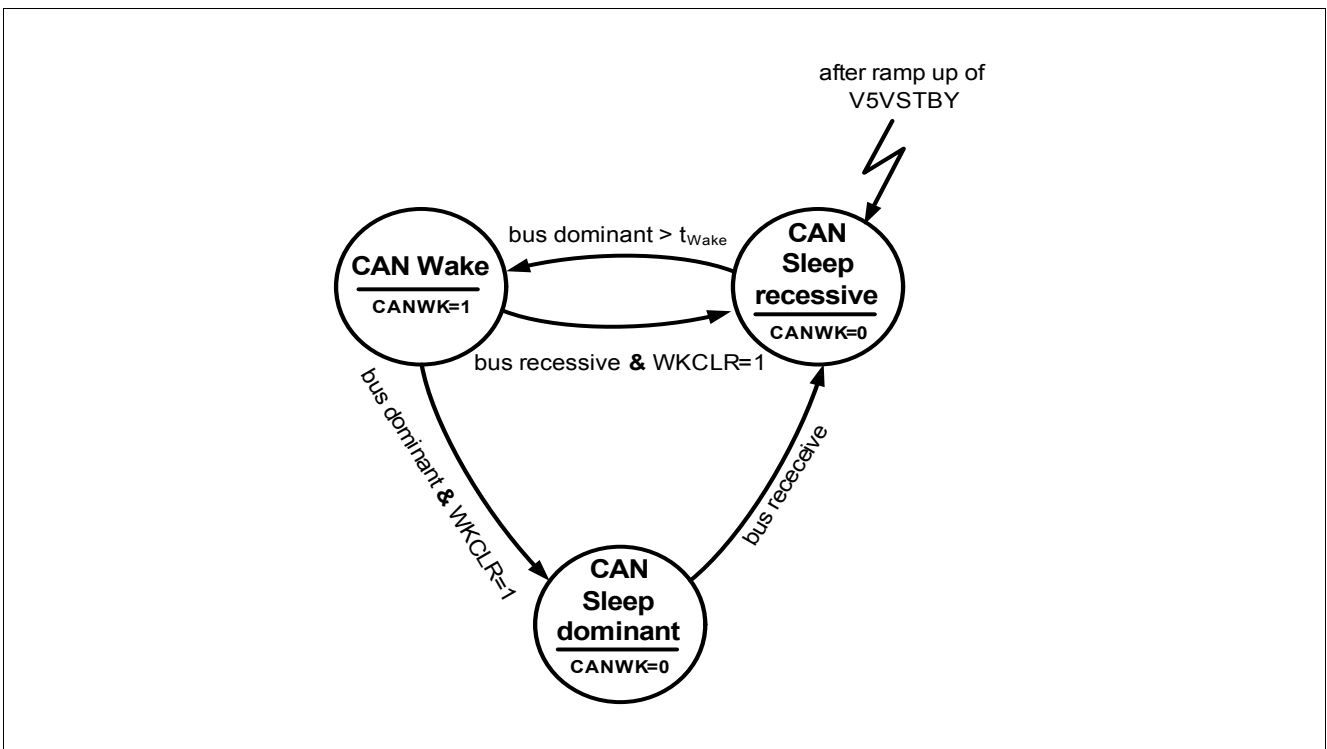 after ramp up of
V5VSTBY
bus dominant > tWake
CAN Wake
CANWK=1
CAN
Sleep
recessive
CANWK=0
bus recessive & WKCLR=1
bus dominant & WKCLR=1
bus receceive
CAN
Sleep
dominant
CANWK=0